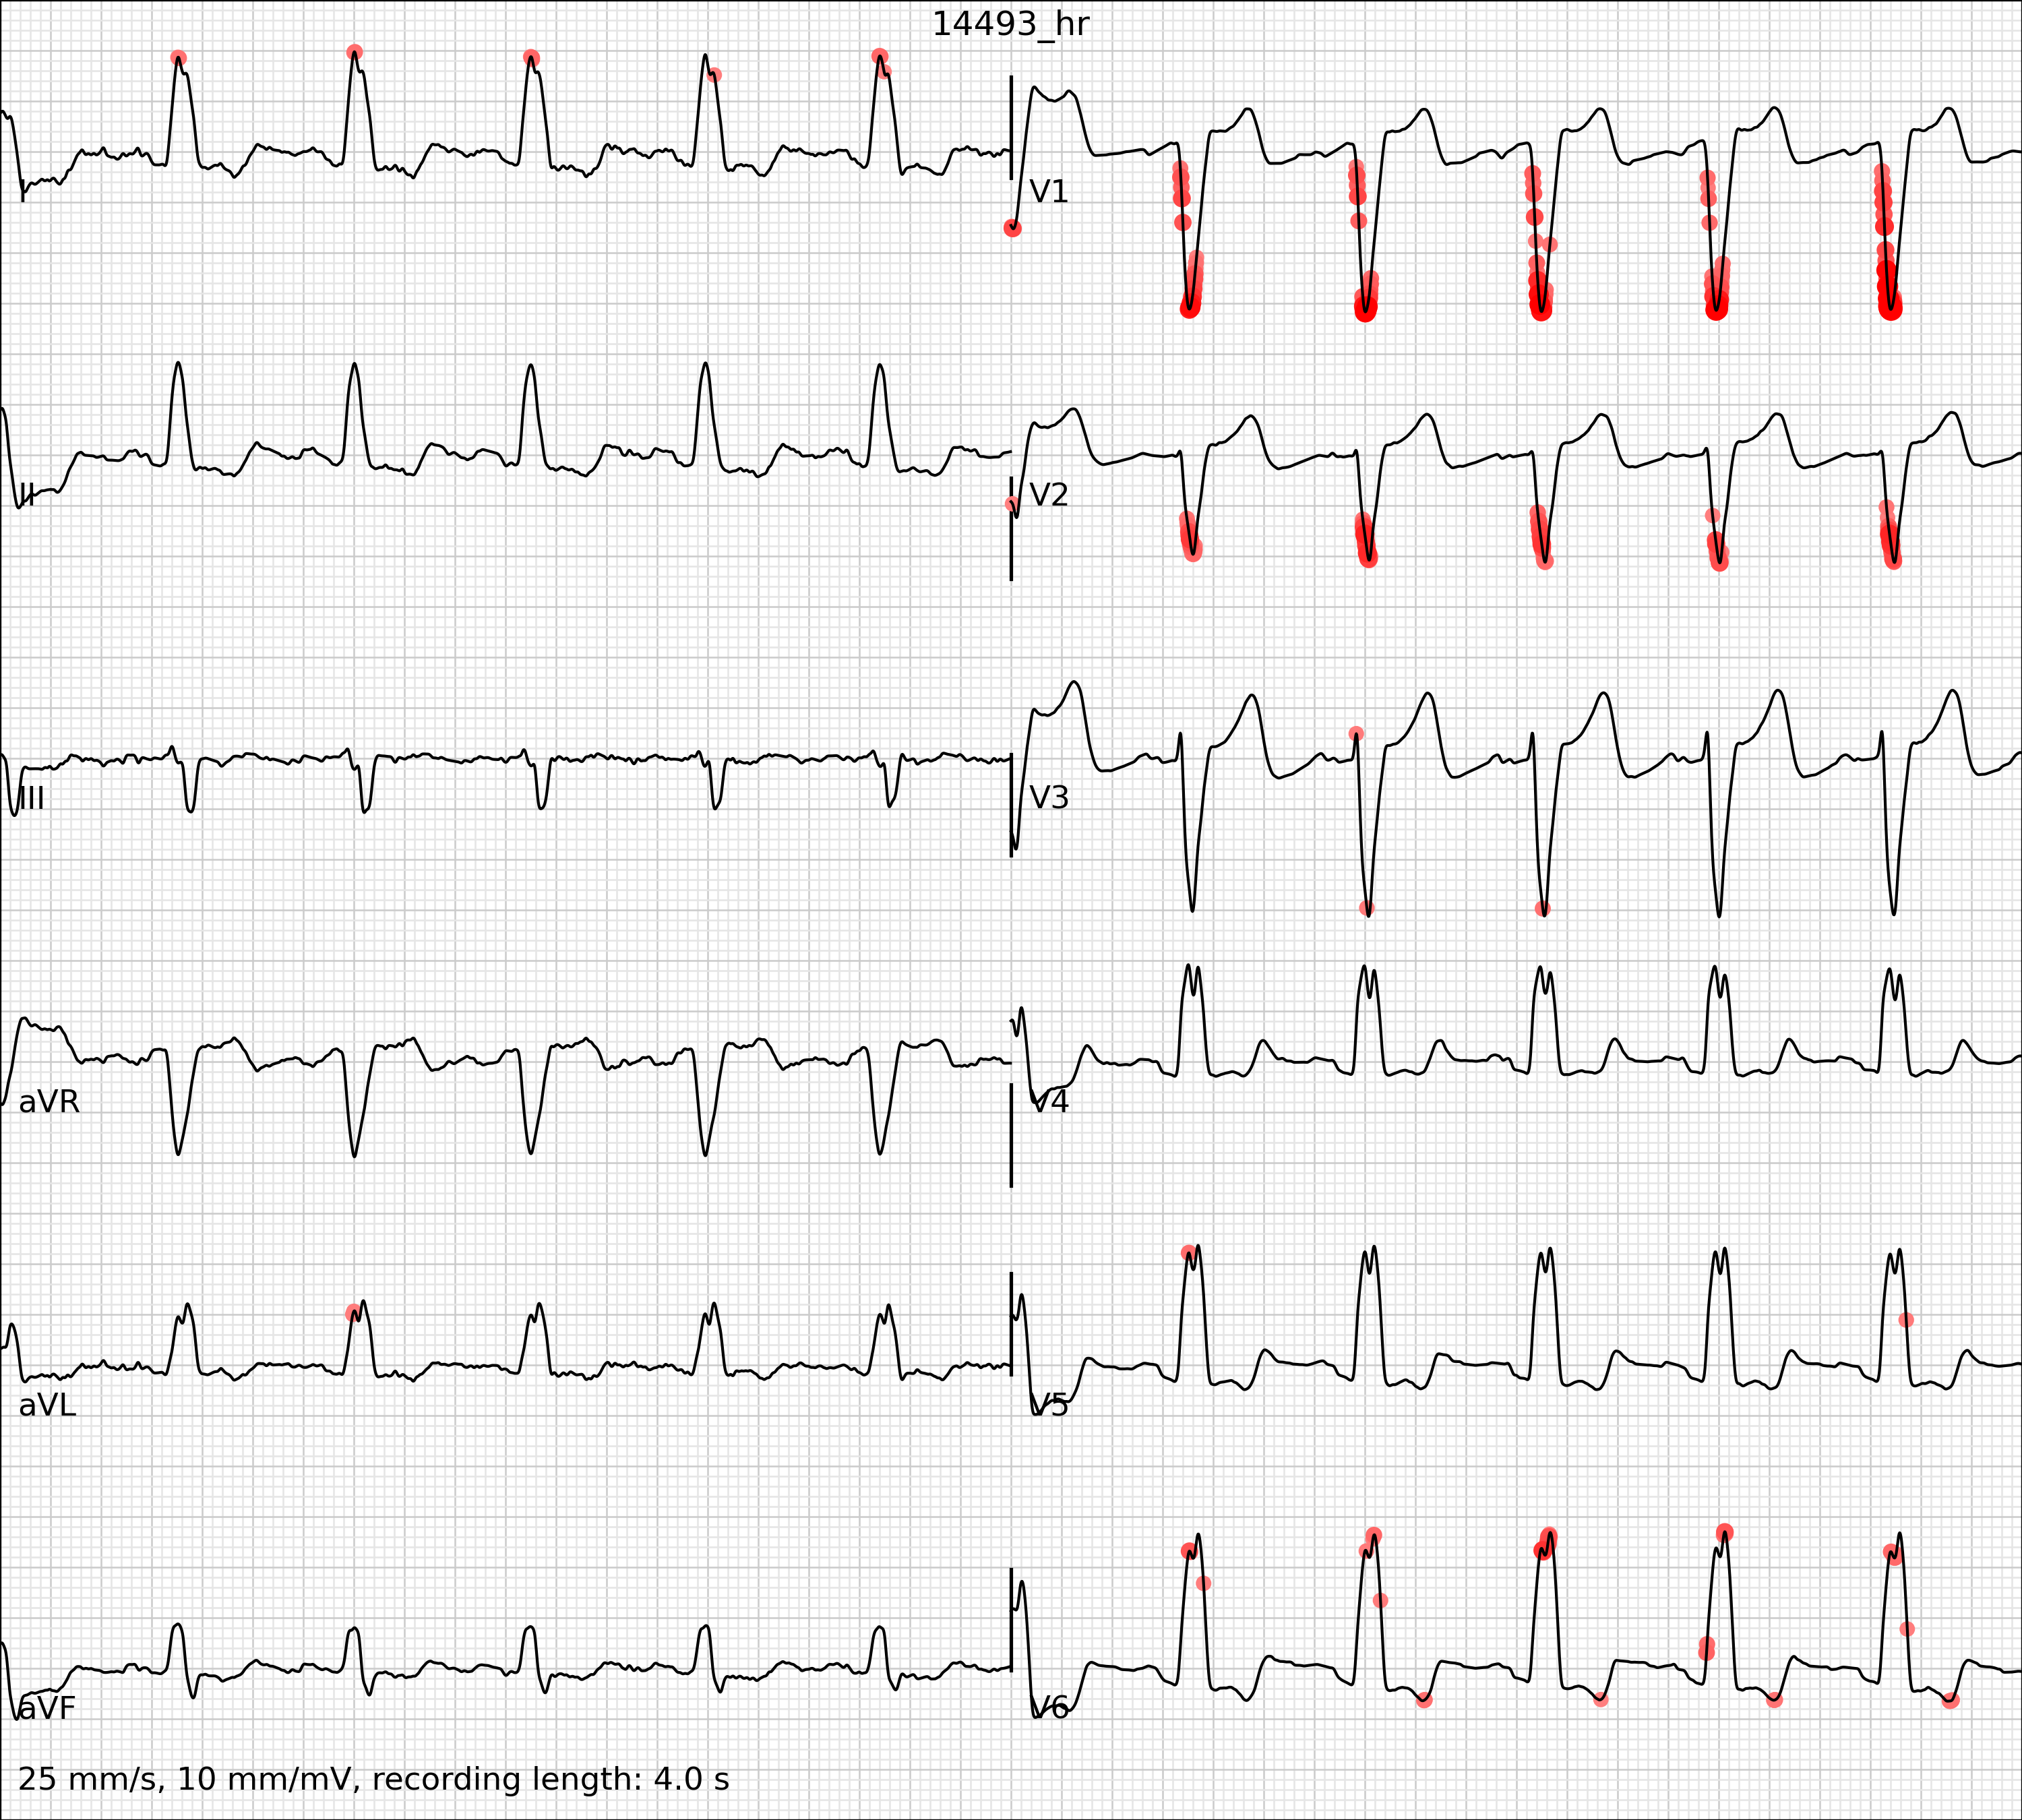 14493_hr
I
V1
II
V2
III
V3
aVR
V4
aVL
V5
aVF
V6
25 mm/s, 10 mm/mV, recording length: 4.0 s